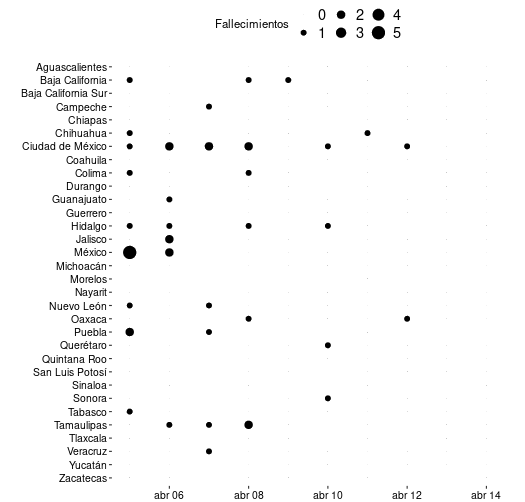 Fallecimientos 0 2 4
1 3 5
Aguascalientes
Baja California
Baja California Sur
Campeche
Chiapas
Chihuahua
Ciudad de México
Coahuila
Colima
Durango
Guanajuato
Guerrero
Hidalgo
Jalisco
México
Michoacán
Morelos
Nayarit
Nuevo León
Oaxaca
Puebla
Querétaro
Quintana Roo
San Luis Potosí
Sinaloa
Sonora
Tabasco
Tamaulipas
Tlaxcala
Veracruz
Yucatán
Zacatecas
abr 06 abr 08 abr 10 abr 12 abr 14